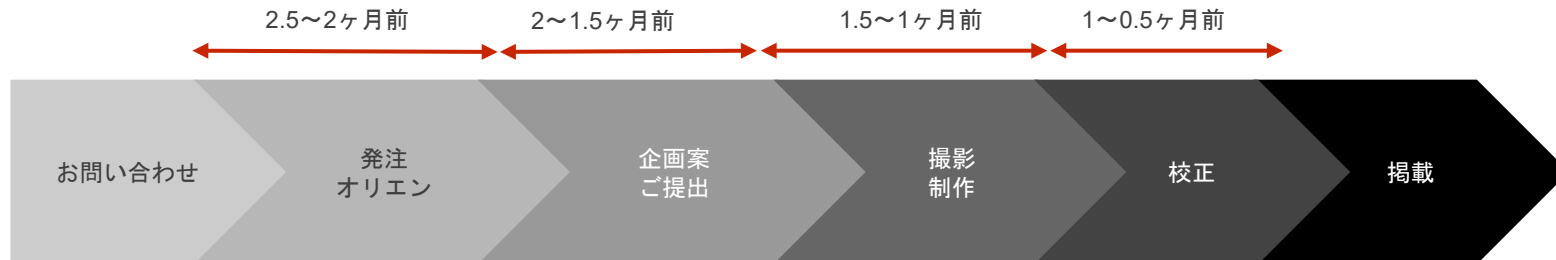 2.5〜2ヶ月前
2〜1.5ヶ月前
1.5〜1ヶ月前
1〜0.5ヶ月前
お問い合わせ
発注
オリエン
企画案
ご提出
撮影
制作
校正
掲載